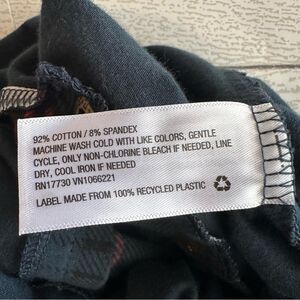 92% COTTON / 8% SPANDEX
MACHINE WASH COLD WITH LIKE COLORS, GENTLE
CYCLE, ONLY NON-CHLORINE BLEACH IF NEEDED, LINE
DRY, COOL IRON IF NEEDED
RN17730 VN1066221
LABEL MADE FROM 100% RECYCLED PLASTIC